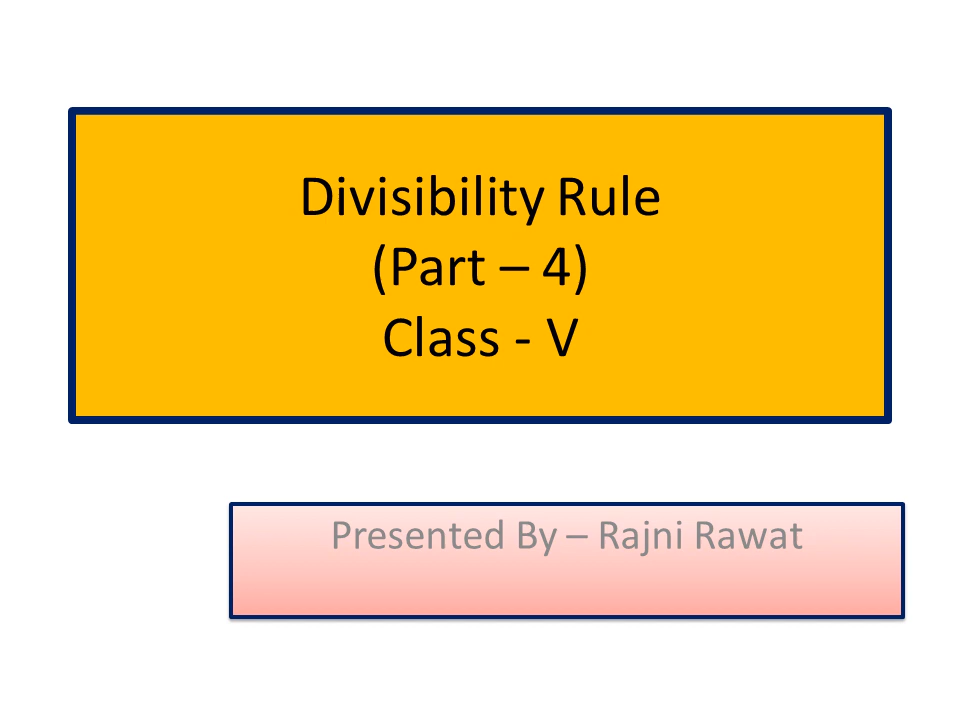 Divisibility Rule
(Part – 4)
Class - V
Presented By – Rajni Rawat